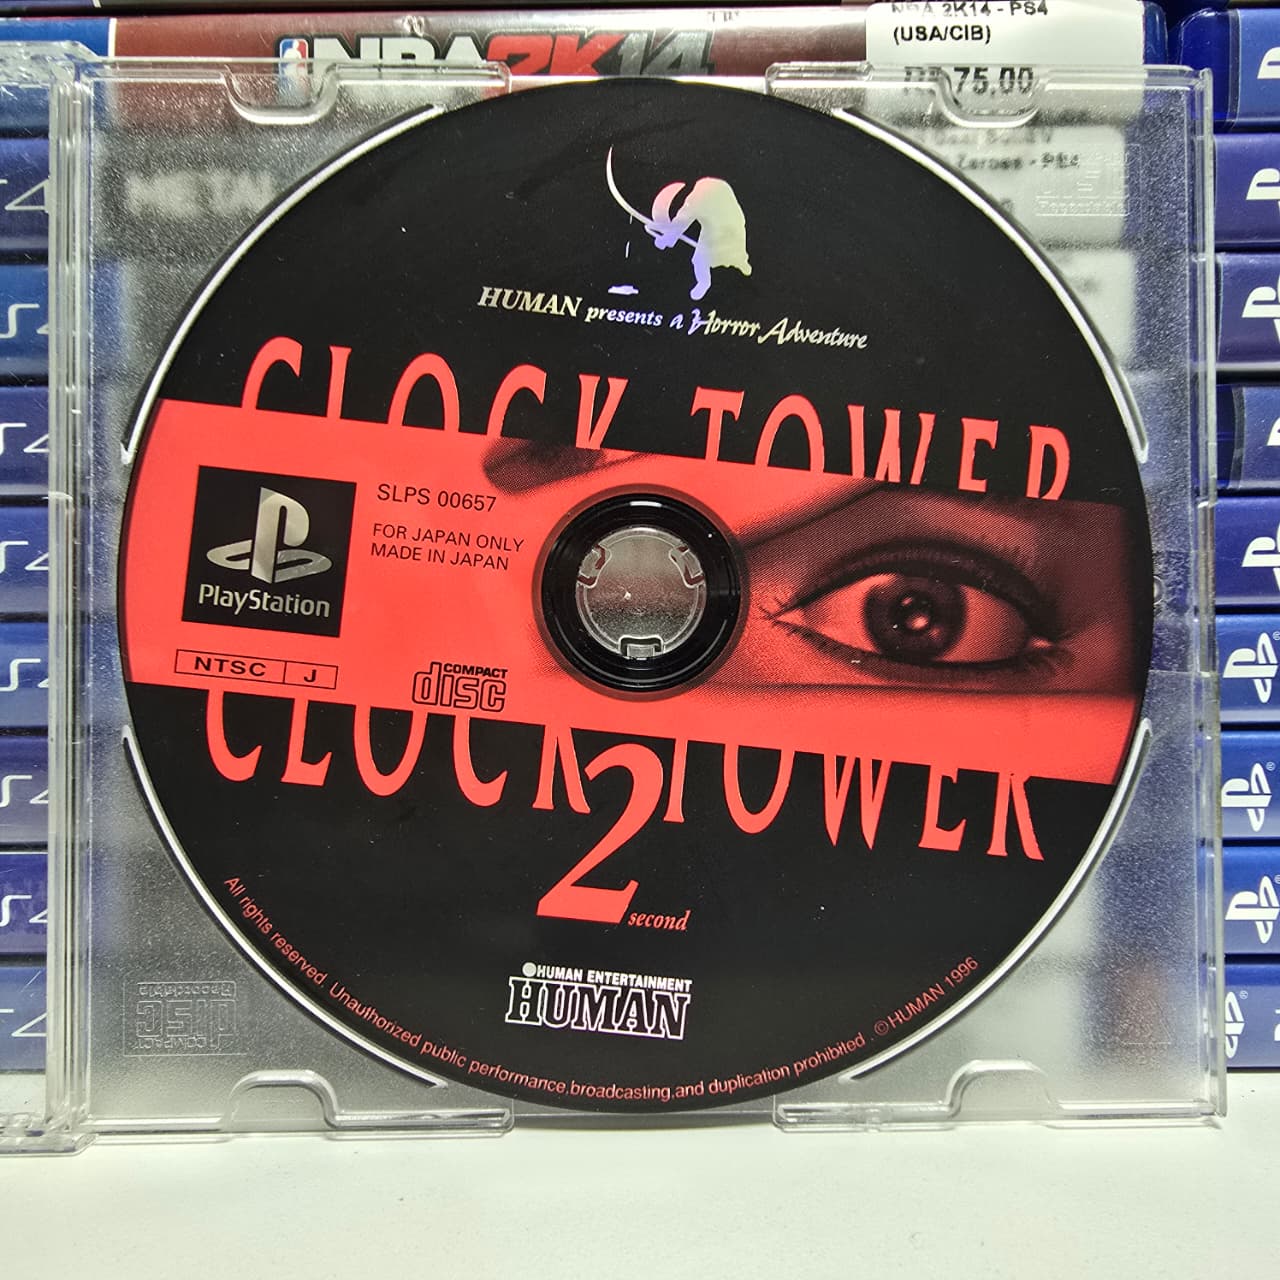 NBA 2K14
NBA 2K14 - PS4
(USA/CIB)
75,00
HUMAN presents a Horror Adventure
CLOCK TOWER
SLPS 00657
FOR JAPAN ONLY
MADE IN JAPAN
PlayStation
NTSC J
COMPACT
disc
CLOCK TOWER
2
second
HUMAN ENTERTAINMENT
HUMAN
All rights reserved. Unauthorized public performance,broadcasting,and duplication prohibited ©HUMAN 1996